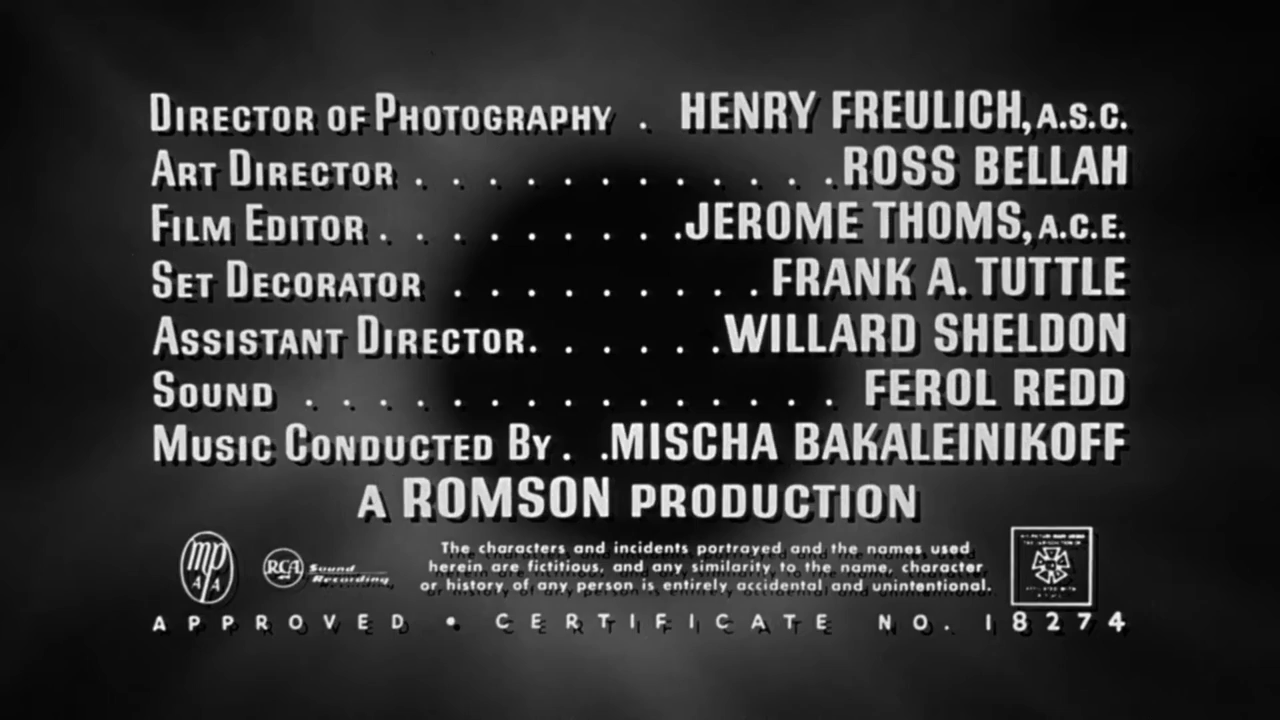 DIRECTOR OF PHOTOGRAPHY . HENRY FREULICH, A.S.C.
ART DIRECTOR . . . . . . . . . . . . . ROSS BELLAH
FILM EDITOR . . . . . . . . . . JEROME THOMS, A.C.E.
SET DECORATOR . . . . . . . . . FRANK A. TUTTLE
ASSISTANT DIRECTOR. . . . . . WILLARD SHELDON
SOUND . . . . . . . . . . . . . . . FEROL REDD
MUSIC CONDUCTED BY. . MISCHA BAKALEINIKOFF
A ROMSON PRODUCTION
mp AA
RCA Sound Recording
The characters and incidents portrayed and the names used
herein are fictitious, and any similarity to the name, character
or history of any person is entirely accidental and unintentional.
APPROVED • CERTIFICATE NO. 18274